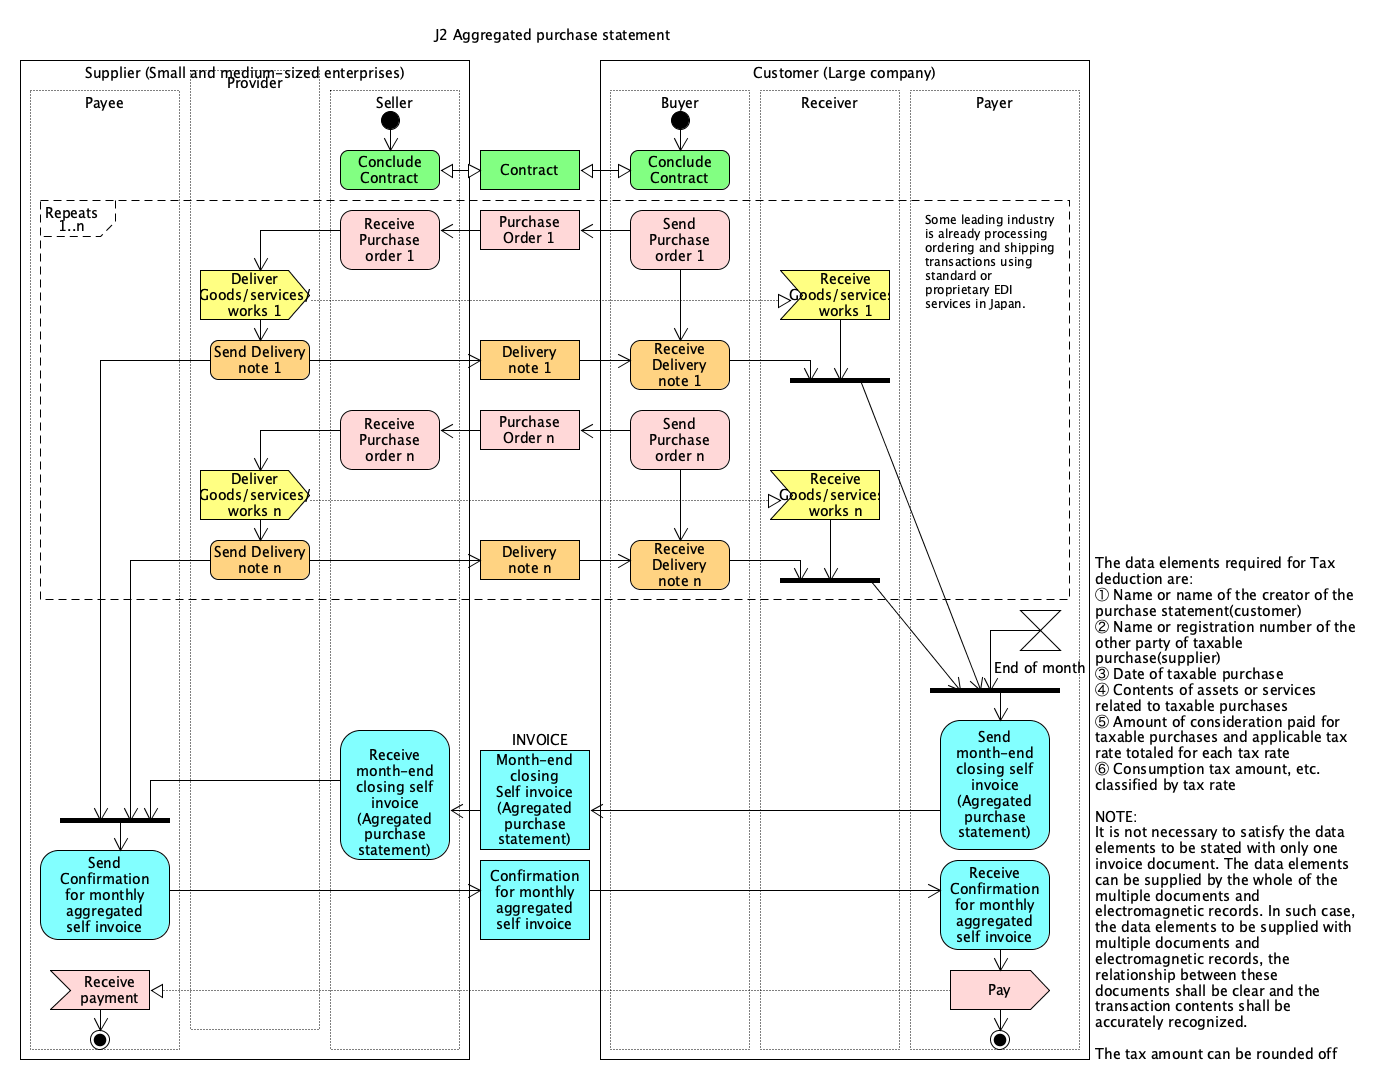 J2 Aggregated purchase statement
Supplier (Small and medium-sized enterprises)
Customer (Large company)
Payee
Provider
Seller
Buyer
Receiver
Payer
Conclude
Contract
Contract
Conclude
Contract
Repeats
1..n
Receive
Purchase
order 1
Purchase
Order 1
Send
Purchase
order 1
Some leading industry
is already processing
ordering and shipping
transactions using
standard or
proprietary EDI
services in Japan.
Deliver
Goods/services/
works 1
Receive
Goods/services
works 1
Send Delivery
note 1
Delivery
note 1
Receive
Delivery
note 1
Receive
Purchase
order n
Purchase
Order n
Send
Purchase
order n
Deliver
Goods/services/
works n
Receive
Goods/services
works n
Send Delivery
note n
Delivery
note n
Receive
Delivery
note n
End of month
Receive
month-end
closing self
invoice
(Agregated
purchase
statement)
INVOICE
Month-end
closing
Self invoice
(Agregated
purchase
statement)
Send
month-end
closing self
invoice
(Agregated
purchase
statement)
Send
Confirmation
for monthly
aggregated
self invoice
Confirmation
for monthly
aggregated
self invoice
Receive
Confirmation
for monthly
aggregated
self invoice
Receive
payment
Pay
The data elements required for Tax
deduction are:
① Name or name of the creator of the
purchase statement(customer)
② Name or registration number of the
other party of taxable
purchase(supplier)
③ Date of taxable purchase
④ Contents of assets or services
related to taxable purchases
⑤ Amount of consideration paid for
taxable purchases and applicable tax
rate totaled for each tax rate
⑥ Consumption tax amount, etc.
classified by tax rate
NOTE:
It is not necessary to satisfy the data
elements to be stated with only one
invoice document. The data elements
can be supplied by the whole of the
multiple documents and
electromagnetic records. In such case,
the data elements to be supplied with
multiple documents and
electromagnetic records, the
relationship between these
documents shall be clear and the
transaction contents shall be
accurately recognized.
The tax amount can be rounded off